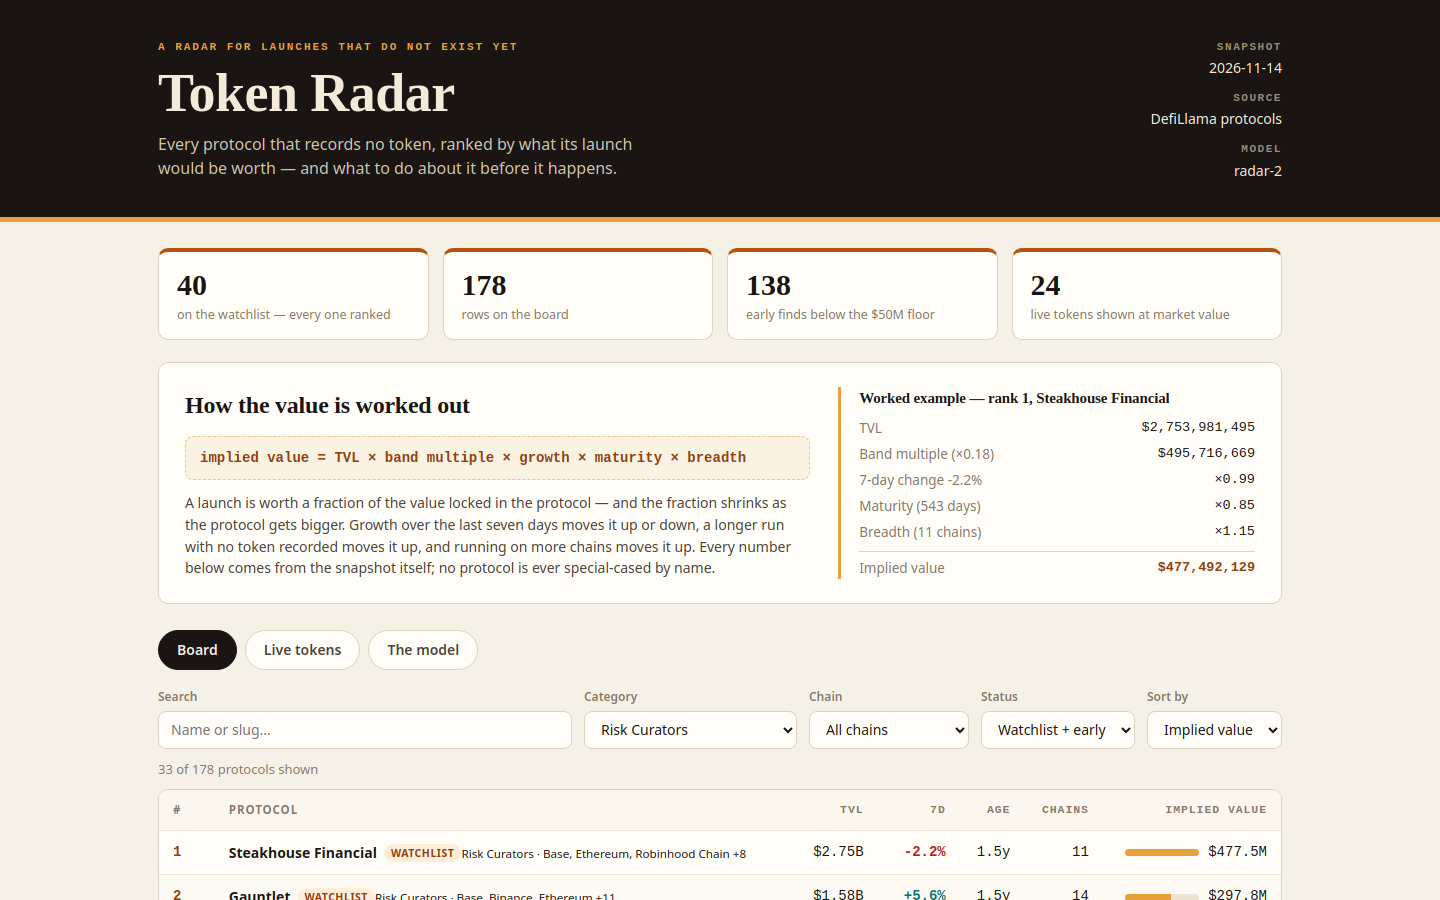 A RADAR FOR LAUNCHES THAT DO NOT EXIST YET
Token Radar
Every protocol that records no token, ranked by what its launch
would be worth — and what to do about it before it happens.
SNAPSHOT
2026-11-14
SOURCE
DefiLlama protocols
MODEL
radar-2
40
on the watchlist — every one ranked
178
rows on the board
138
early finds below the $50M floor
24
live tokens shown at market value
How the value is worked out
implied value = TVL × band multiple × growth × maturity × breadth
A launch is worth a fraction of the value locked in the protocol — and the fraction shrinks as
the protocol gets bigger. Growth over the last seven days moves it up or down, a longer run
with no token recorded moves it up, and running on more chains moves it up. Every number
below comes from the snapshot itself; no protocol is ever special-cased by name.
Worked example — rank 1, Steakhouse Financial
TVL $2,753,981,495
Band multiple (×0.18) $495,716,669
7-day change -2.2% ×0.99
Maturity (543 days) ×0.85
Breadth (11 chains) ×1.15
Implied value $477,492,129
Board Live tokens The model
Search Category Chain Status Sort by
Name or slug... Risk Curators All chains Watchlist + early Implied value
33 of 178 protocols shown
# PROTOCOL TVL 7D AGE CHAINS IMPLIED VALUE
1 Steakhouse Financial WATCHLIST Risk Curators · Base, Ethereum, Robinhood Chain +8 $2.75B -2.2% 1.5y 11 $477.5M
2 Gauntlet WATCHLIST Risk Curators · Base, Binance, Ethereum +11 $1.58B +5.6% 1.5y 14 $297.8M